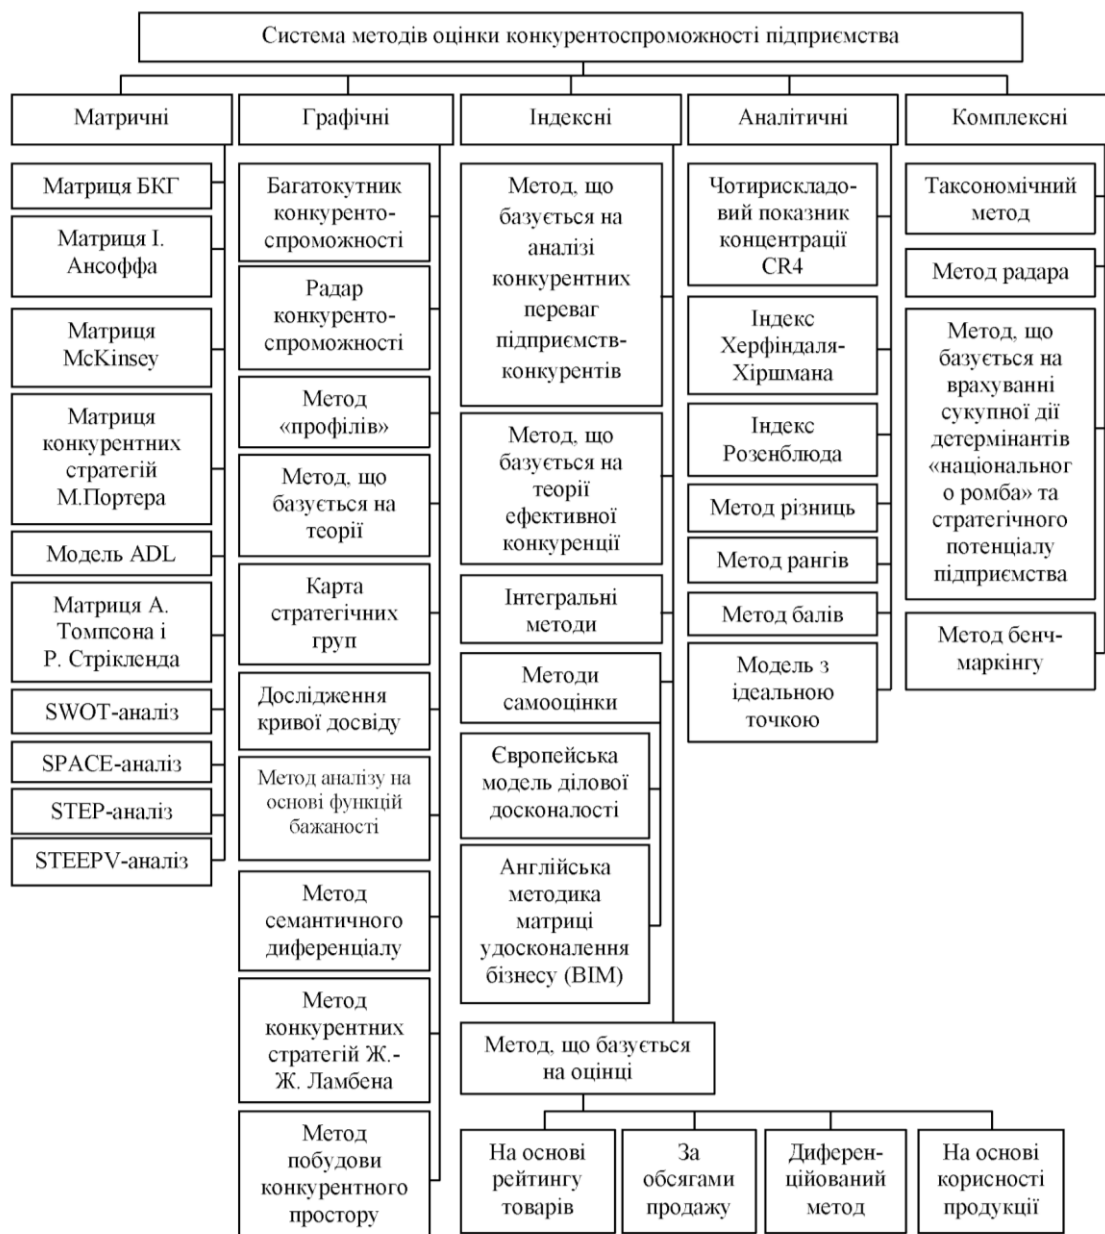 Система методів оцінки конкурентоспроможності підприємства
Матричні
Графічні
Індексні
Аналітичні
Комплексні
Матриця БКГ
Матриця І.
Ансоффа
Матриця
McKinsey
Матриця
конкурентних
стратегій
М.Портера
Модель ADL
Матриця А.
Томпсона і
Р. Стрікленда
SWOT-аналіз
SPACE-аналіз
STEP-аналіз
STEEPV-аналіз
Багатокутник
конкуренто-
спроможності
Радар
конкуренто-
спроможності
Метод
«профілів»
Метод, що
базується на
теорії
Карта
стратегічних
груп
Дослідження
кривої досвіду
Метод аналізу на
основі функцій
бажаності
Метод
семантичного
диференціалу
Метод
конкурентних
стратегій Ж.-
Ж. Ламбена
Метод
побудови
конкурентного
простору
Метод, що
базується на
аналізі
конкурентних
переваг
підприємств-
конкурентів
Метод, що
базується на
теорії
ефективної
конкуренції
Інтегральні
методи
Методи
самооцінки
Європейська
модель ділової
досконалості
Англійська
методика
матриці
удосконалення
бізнесу (BIM)
Метод, що базується
на оцінці
На основі
рейтингу
товарів
За
обсягами
продажу
Диферен-
ційований
метод
На основі
корисності
продукції
Чотирискладо-
вий показник
концентрації
CR4
Індекс
Херфіндаля-
Хіршмана
Індекс
Розенблюда
Метод різниць
Метод рангів
Метод балів
Модель з
ідеальною
точкою
Таксономічний
метод
Метод радара
Метод, що
базується на
врахуванні
сукупної дії
детермінантів
«національног
о ромба» та
стратегічного
потенціалу
підприємства
Метод бенч-
маркінгу